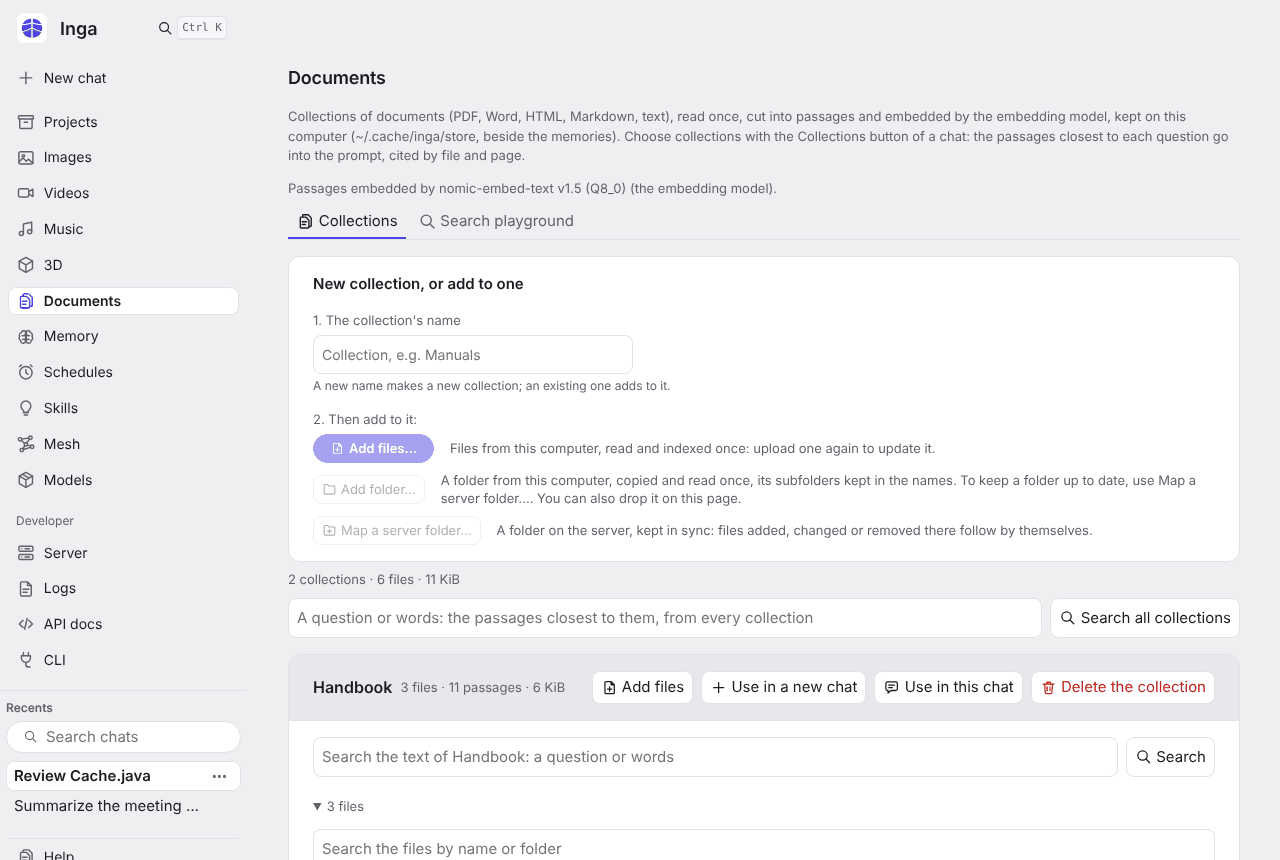 Inga
Ctrl K
New chat
Projects
Images
Videos
Music
3D
Documents
Memory
Schedules
Skills
Mesh
Models
Developer
Server
Logs
API docs
CLI
Recents
Search chats
Review Cache.java
Summarize the meeting ...
Help
Documents
Collections of documents (PDF, Word, HTML, Markdown, text), read once, cut into passages and embedded by the embedding model, kept on this
computer (~/.cache/inga/store, beside the memories). Choose collections with the Collections button of a chat: the passages closest to each question go
into the prompt, cited by file and page.
Passages embedded by nomic-embed-text v1.5 (Q8_0) (the embedding model).
Collections
Search playground
New collection, or add to one
1. The collection's name
Collection, e.g. Manuals
A new name makes a new collection; an existing one adds to it.
2. Then add to it:
Add files...
Files from this computer, read and indexed once: upload one again to update it.
Add folder...
A folder from this computer, copied and read once, its subfolders kept in the names. To keep a folder up to date, use Map a
server folder.... You can also drop it on this page.
Map a server folder...
A folder on the server, kept in sync: files added, changed or removed there follow by themselves.
2 collections · 6 files · 11 KiB
A question or words: the passages closest to them, from every collection
Search all collections
Handbook
3 files · 11 passages · 6 KiB
Add files
Use in a new chat
Use in this chat
Delete the collection
Search the text of Handbook: a question or words
Search
▼ 3 files
Search the files by name or folder